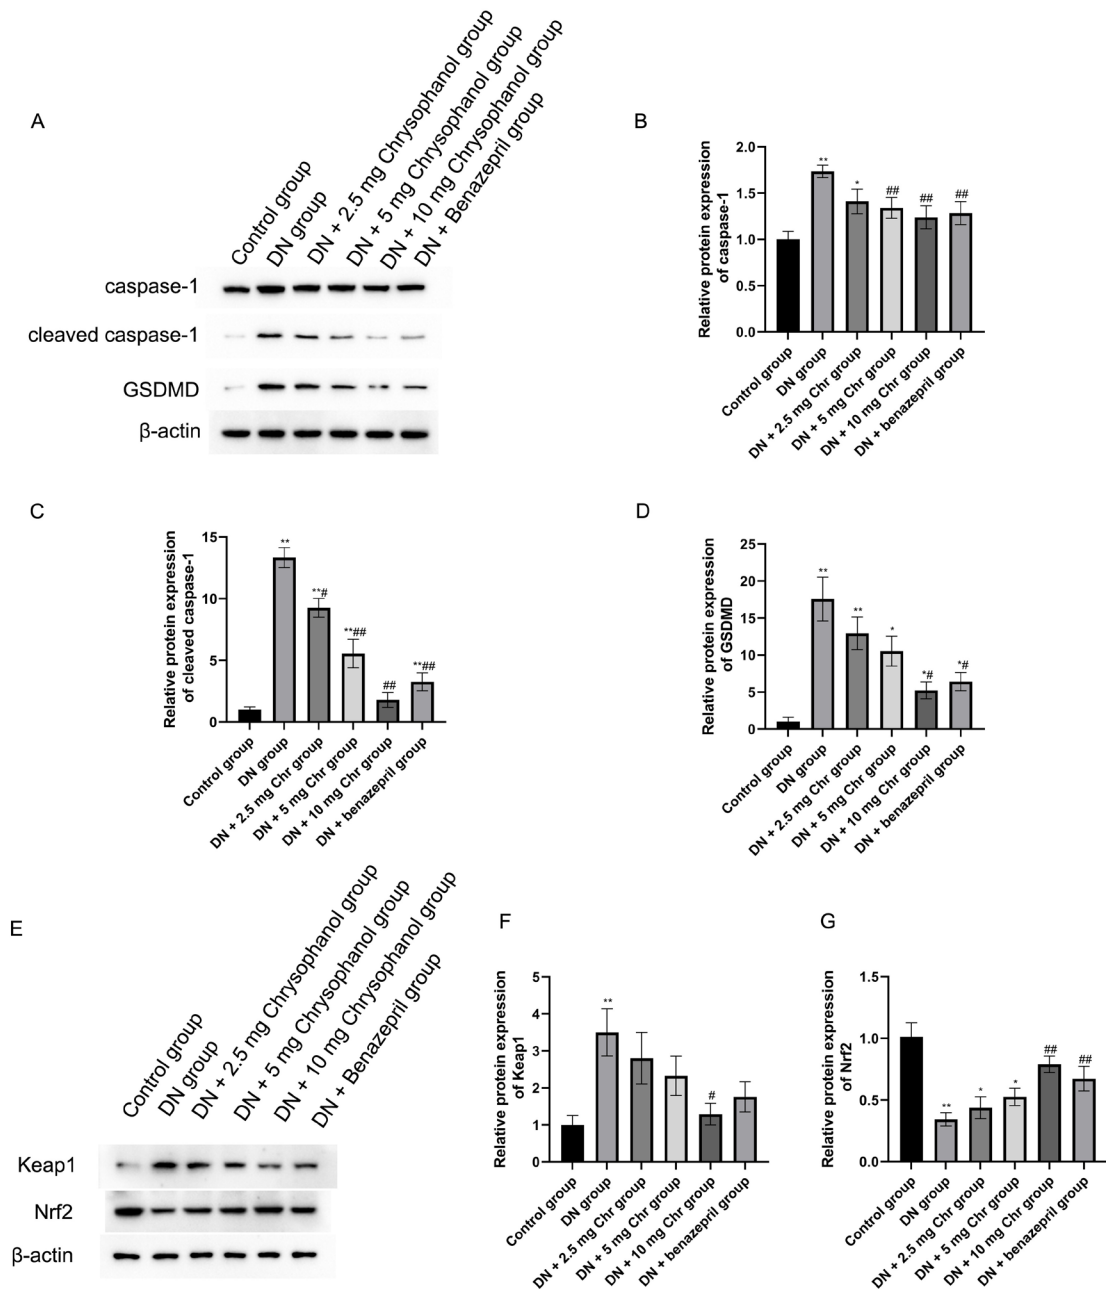 A
Control group
DN group
DN + 2.5 mg Chrysophanol group
DN + 5 mg Chrysophanol group
DN + 10 mg Chrysophanol group
DN + Benazepril group
caspase-1
cleaved caspase-1
GSDMD
β-actin
B
Relative protein expression
of caspase-1
2.0
1.5
1.0
0.5
0.0
**
*
##
##
##
Control group
DN group
DN + 2.5 mg Chr group
DN + 5 mg Chr group
DN + 10 mg Chr group
DN + benazepril group
C
Relative protein expression
of cleaved caspase-1
15
10
5
0
**
**#
**##
##
**##
Control group
DN group
DN + 2.5 mg Chr group
DN + 5 mg Chr group
DN + 10 mg Chr group
DN + benazepril group
D
Relative protein expression
of GSDMD
25
20
15
10
5
0
**
**
*
*#
*#
Control group
DN group
DN + 2.5 mg Chr group
DN + 5 mg Chr group
DN + 10 mg Chr group
DN + benazepril group
E
Control group
DN group
DN + 2.5 mg Chrysophanol group
DN + 5 mg Chrysophanol group
DN + 10 mg Chrysophanol group
DN + Benazepril group
Keap1
Nrf2
β-actin
F
Relative protein expression
of Keap1
5
4
3
2
1
0
**
#
Control group
DN group
DN + 2.5 mg Chr group
DN + 5 mg Chr group
DN + 10 mg Chr group
DN + benazepril group
G
Relative protein expression
of Nrf2
1.5
1.0
0.5
0.0
**
*
*
##
##
Control group
DN group
DN + 2.5 mg Chr group
DN + 5 mg Chr group
DN + 10 mg Chr group
DN + benazepril group